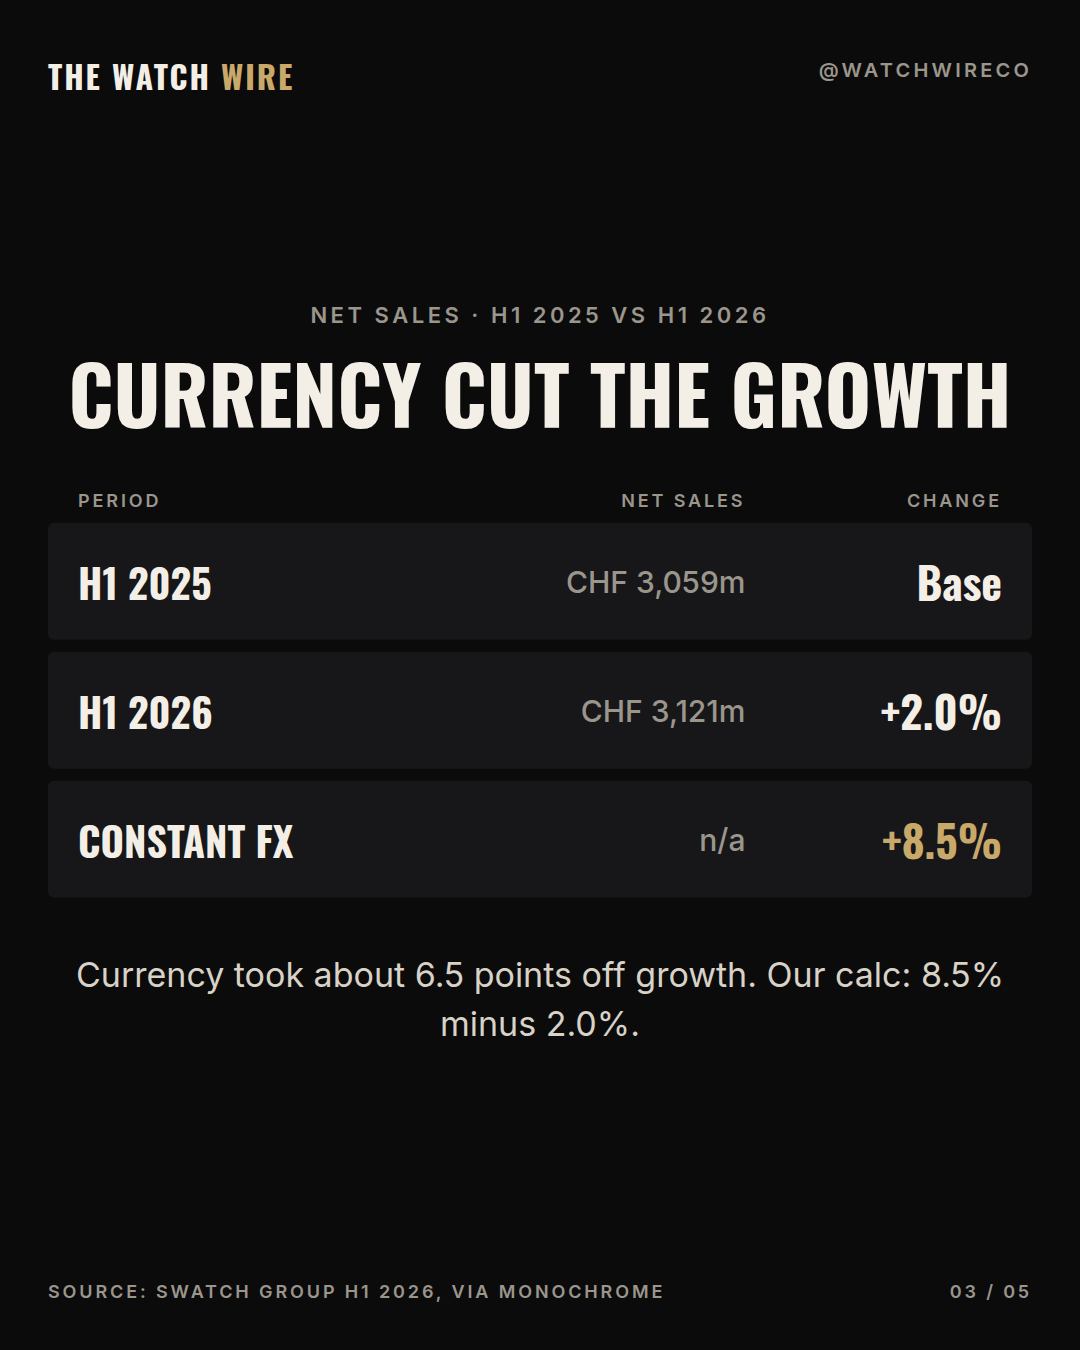 THE WATCH WIRE
@WATCHWIRECO
NET SALES · H1 2025 VS H1 2026
CURRENCY CUT THE GROWTH
PERIOD NET SALES CHANGE
H1 2025 CHF 3,059m Base
H1 2026 CHF 3,121m +2.0%
CONSTANT FX n/a +8.5%
Currency took about 6.5 points off growth. Our calc: 8.5%
minus 2.0%.
SOURCE: SWATCH GROUP H1 2026, VIA MONOCHROME
03 / 05